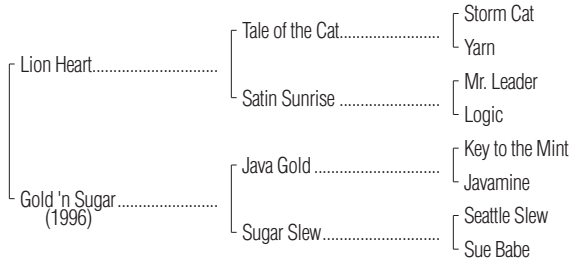 Storm Cat
Tale of the Cat....................
Yarn
Lion Heart.........................
Mr. Leader
Satin Sunrise ....................
Logic
Key to the Mint
Java Gold .........................
Javamine
Gold 'n Sugar....................
(1996)
Seattle Slew
Sugar Slew.......................
Sue Babe